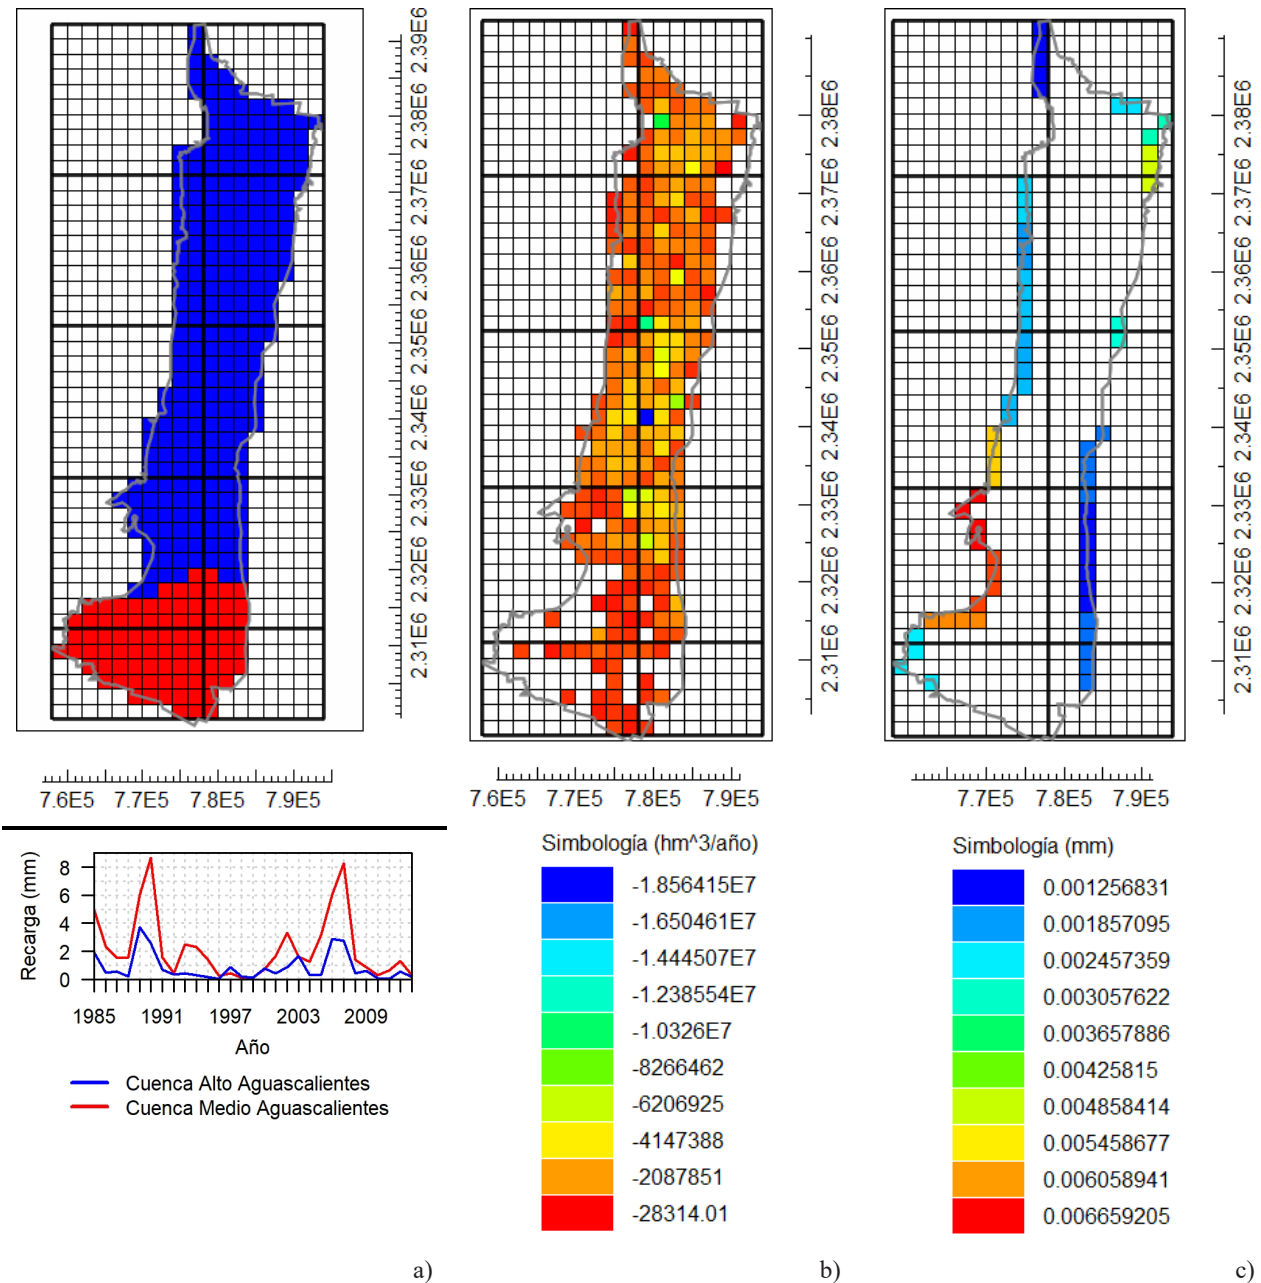 2.39E6
2.38E6
2.37E6
2.36E6
2.35E6
2.34E6
2.33E6
2.32E6
2.31E6
7.6E5 7.7E5 7.8E5 7.9E5
2.38E6
2.37E6
2.36E6
2.35E6
2.34E6
2.33E6
2.32E6
2.31E6
7.6E5 7.7E5 7.8E5 7.9E5
2.38E6
2.37E6
2.36E6
2.35E6
2.34E6
2.33E6
2.32E6
2.31E6
7.7E5 7.8E5 7.9E5
Recarga (mm)
8
6
4
2
0
1985 1991 1997 2003 2009
Año
Cuenca Alto Aguascalientes
Cuenca Medio Aguascalientes
a)
Simbología (hm^3/año)
-1.856415E7
-1.650461E7
-1.444507E7
-1.238554E7
-1.0326E7
-8266462
-6206925
-4147388
-2087851
-28314.01
b)
Simbología (mm)
0.001256831
0.001857095
0.002457359
0.003057622
0.003657886
0.00425815
0.004858414
0.005458677
0.006058941
0.006659205
c)